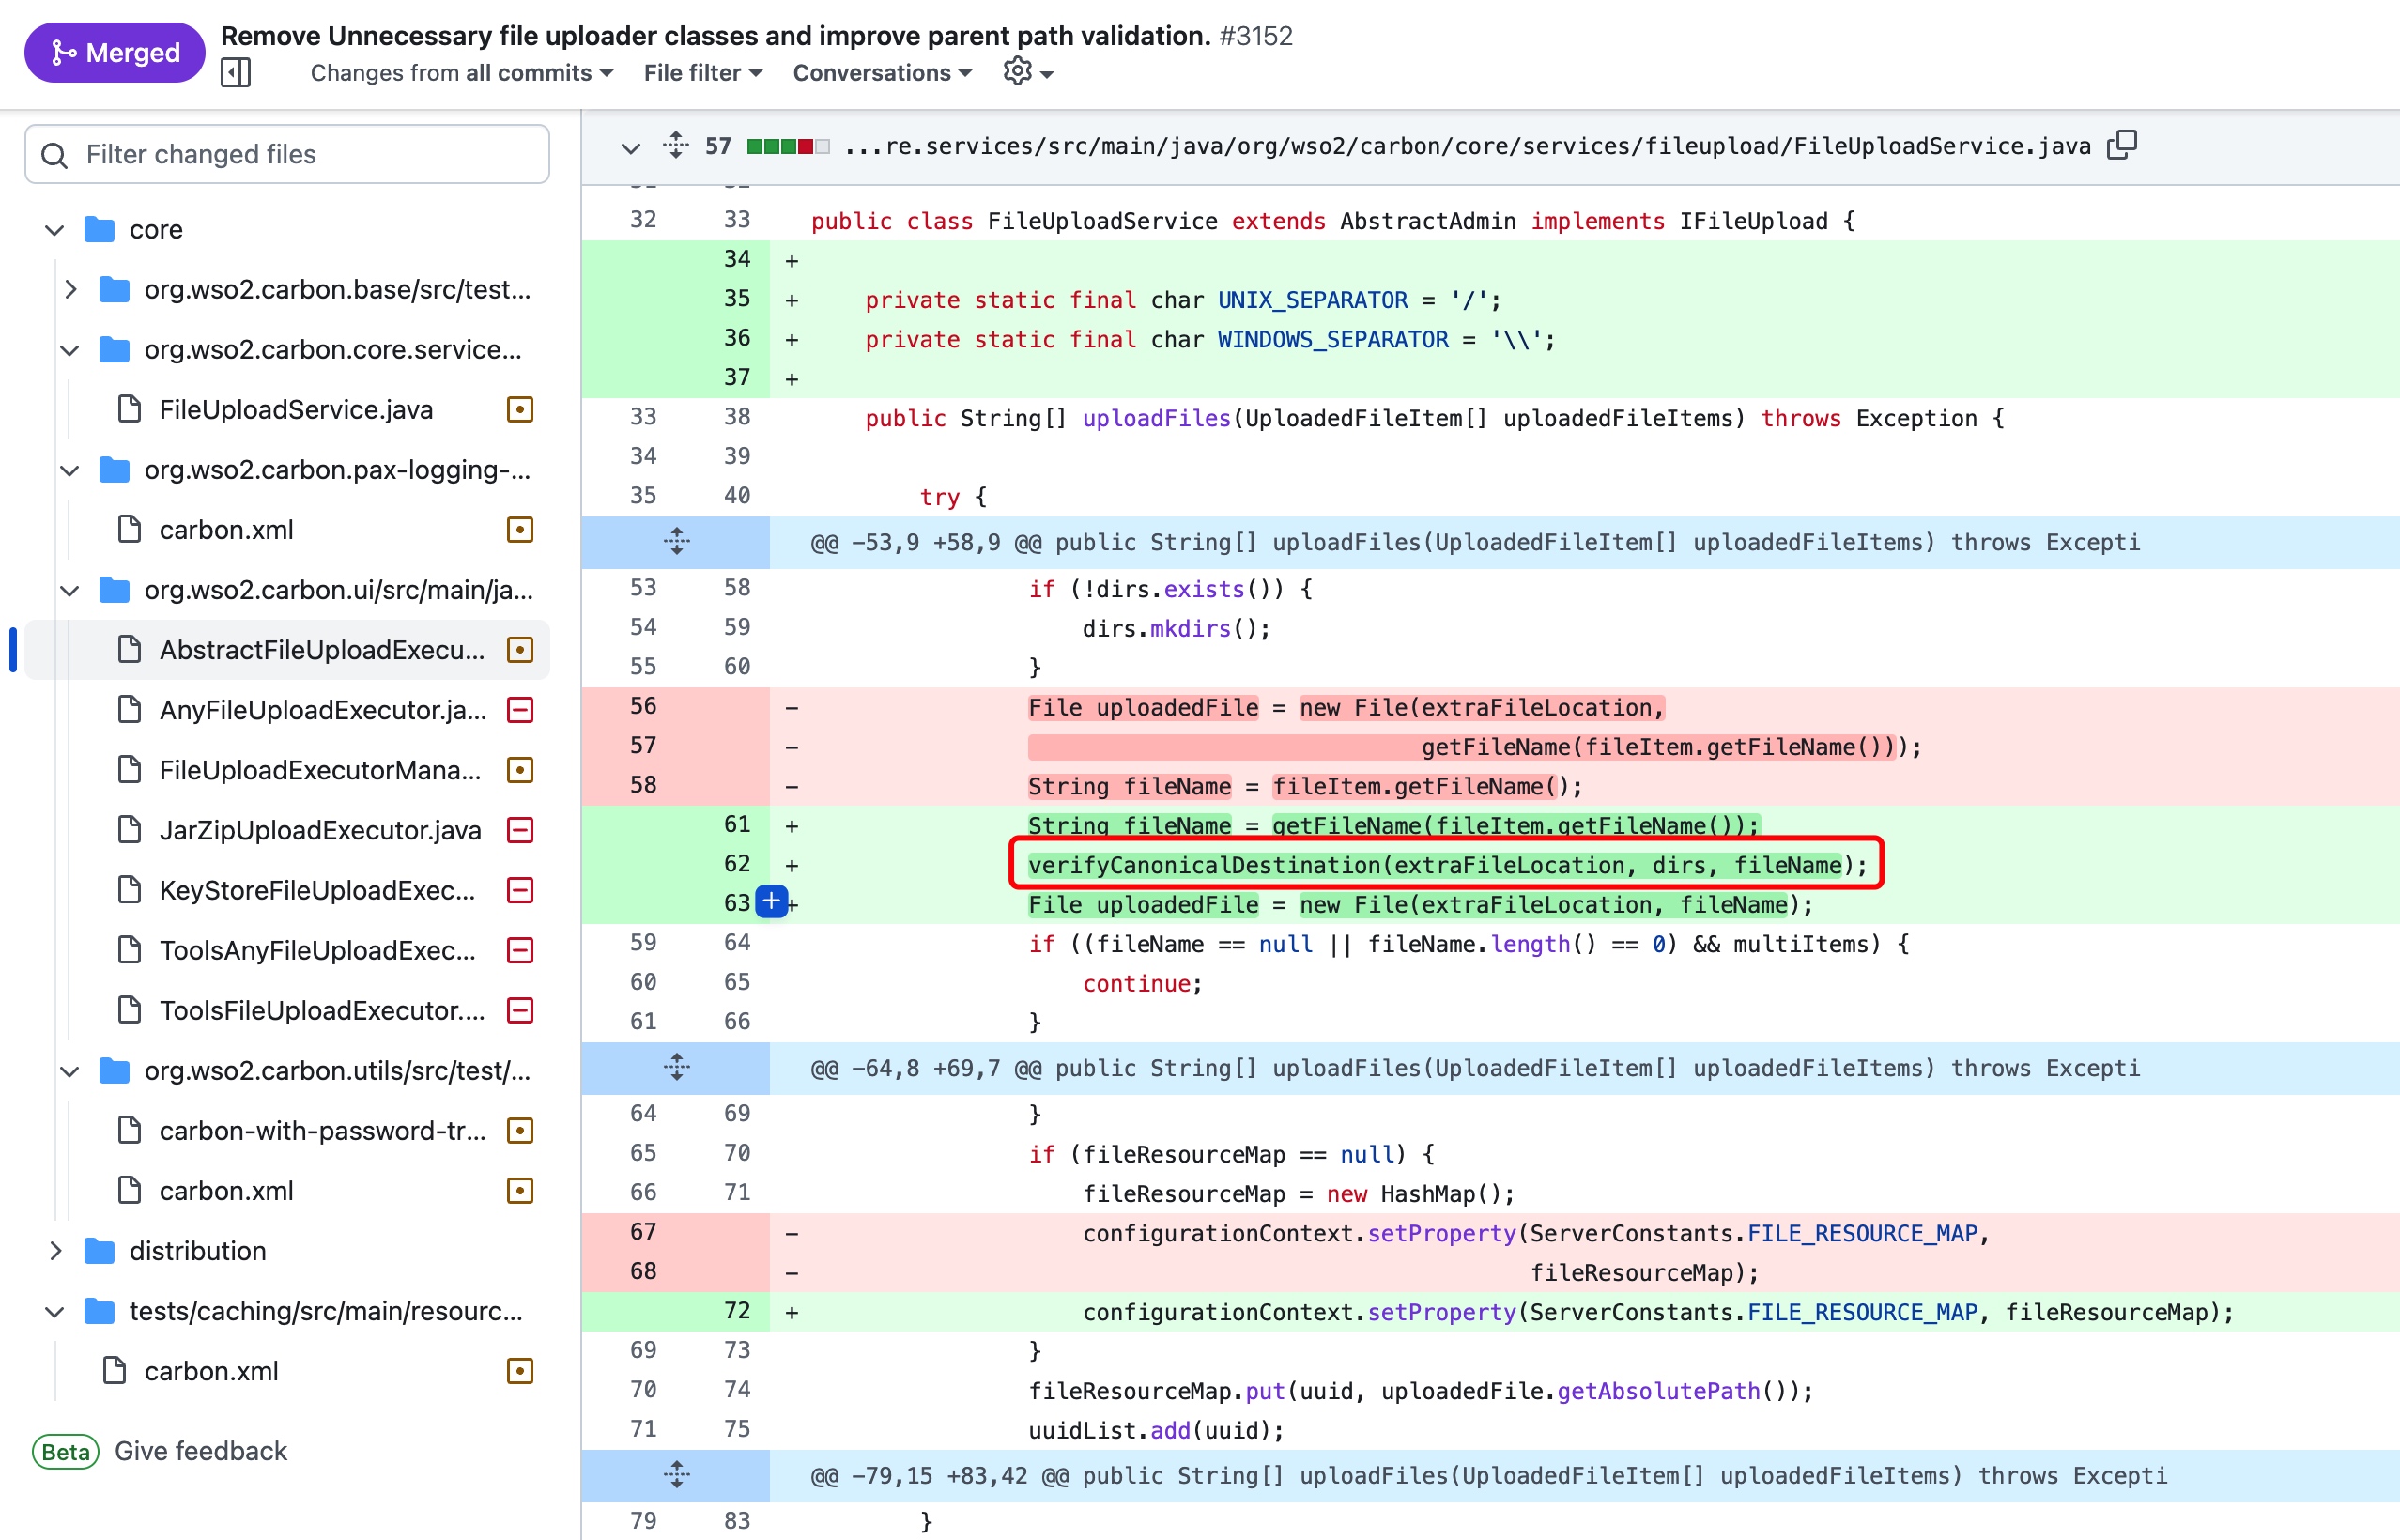 Merged
Remove Unnecessary file uploader classes and improve parent path validation. #3152
Changes from all commits File filter Conversations
Filter changed files
core
org.wso2.carbon.base/src/test...
org.wso2.carbon.core.service...
FileUploadService.java
org.wso2.carbon.pax-logging-...
carbon.xml
org.wso2.carbon.ui/src/main/ja...
AbstractFileUploadExecu...
AnyFileUploadExecutor.ja...
FileUploadExecutorMana...
JarZipUploadExecutor.java
KeyStoreFileUploadExec...
ToolsAnyFileUploadExec...
ToolsFileUploadExecutor....
org.wso2.carbon.utils/src/test/...
carbon-with-password-tr...
carbon.xml
distribution
tests/caching/src/main/resourc...
carbon.xml
Beta Give feedback
57 ...re.services/src/main/java/org/wso2/carbon/core/services/fileupload/FileUploadService.java
32 33 public class FileUploadService extends AbstractAdmin implements IFileUpload {
34 +
35 + private static final char UNIX_SEPARATOR = '/';
36 + private static final char WINDOWS_SEPARATOR = '\\';
37 +
33 38 public String[] uploadFiles(UploadedFileItem[] uploadedFileItems) throws Exception {
34 39
35 40 try {
@@ -53,9 +58,9 @@ public String[] uploadFiles(UploadedFileItem[] uploadedFileItems) throws Excepti
53 58 if (!dirs.exists()) {
54 59 dirs.mkdirs();
55 60 }
56 - File uploadedFile = new File(extraFileLocation,
57 - getFileName(fileItem.getFileName()));
58 - String fileName = fileItem.getFileName();
61 + String fileName = getFileName(fileItem.getFileName());
62 + verifyCanonicalDestination(extraFileLocation, dirs, fileName);
63 + File uploadedFile = new File(extraFileLocation, fileName);
59 64 if ((fileName == null || fileName.length() == 0) && multiItems) {
60 65 continue;
61 66 }
@@ -64,8 +69,7 @@ public String[] uploadFiles(UploadedFileItem[] uploadedFileItems) throws Excepti
64 69 }
65 70 if (fileResourceMap == null) {
66 71 fileResourceMap = new HashMap();
67 - configurationContext.setProperty(ServerConstants.FILE_RESOURCE_MAP,
68 - fileResourceMap);
72 + configurationContext.setProperty(ServerConstants.FILE_RESOURCE_MAP, fileResourceMap);
69 73 }
70 74 fileResourceMap.put(uuid, uploadedFile.getAbsolutePath());
71 75 uuidList.add(uuid);
@@ -79,15 +83,42 @@ public String[] uploadFiles(UploadedFileItem[] uploadedFileItems) throws Excepti
79 83 }